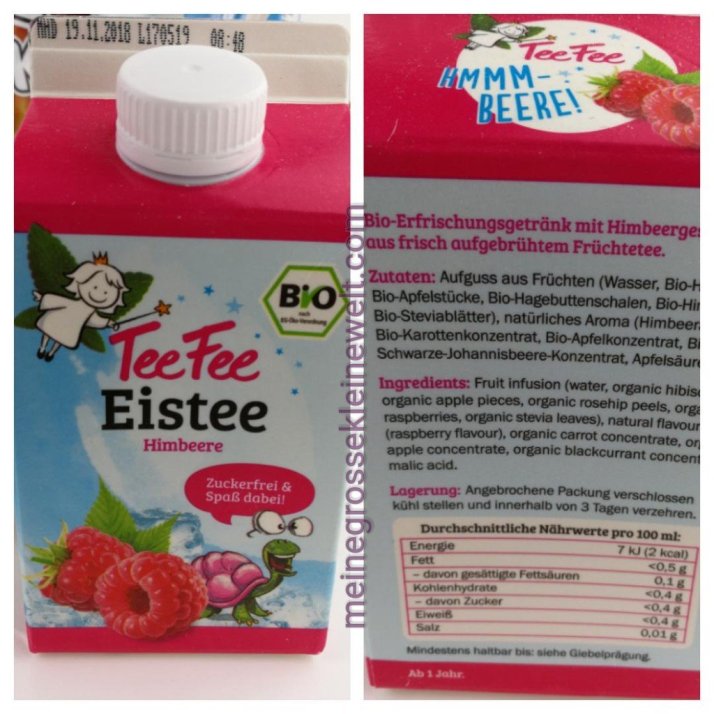 MHD 19.11.2018 L170519 08:48
BiO
nach
EG-Öko-Verordnung
TeeFee
Eistee
Himbeere
Zuckerfrei &
Spaß dabei!
meinegrossekleinewelt.com
TeeFee
HMMM-
BEERE!
Bio-Erfrischungsgetränk mit Himbeerges
aus frisch aufgebrühtem Früchtetee.
Zutaten: Aufguss aus Früchten (Wasser, Bio-H
Bio-Apfelstücke, Bio-Hagebuttenschalen, Bio-Hi
Bio-Steviablätter), natürliches Aroma (Himbeer
Bio-Karottenkonzentrat, Bio-Apfelkonzentrat, Bi
Schwarze-Johannisbeere-Konzentrat, Apfelsäure
Ingredients: Fruit infusion (water, organic hibisc
organic apple pieces, organic rosehip peels, orga
raspberries, organic stevia leaves), natural flavour
(raspberry flavour), organic carrot concentrate, or
apple concentrate, organic blackcurrant concent
malic acid.
Lagerung: Angebrochene Packung verschlossen
kühl stellen und innerhalb von 3 Tagen verzehren.
Durchschnittliche Nährwerte pro 100 ml:
Energie 7 kJ (2 kcal)
Fett <0,5 g
– davon gesättigte Fettsäuren 0,1 g
Kohlenhydrate <0,4 g
– davon Zucker <0,4 g
Eiweiß <0,4 g
Salz 0,01 g
Mindestens haltbar bis: siehe Giebelprägung.
Ab 1 Jahr.